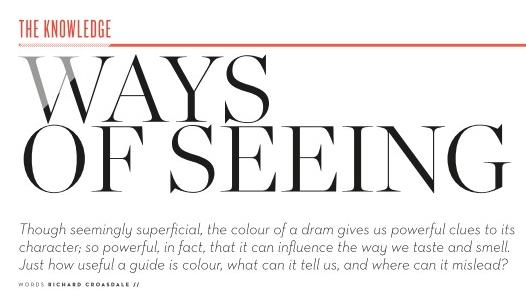 THE KNOWLEDGE
WAYS
OF SEEING
Though seemingly superficial, the colour of a dram gives us powerful clues to its
character; so powerful, in fact, that it can influence the way we taste and smell.
Just how useful a guide is colour, what can it tell us, and where can it mislead?
WORDS RICHARD CROASDALE //